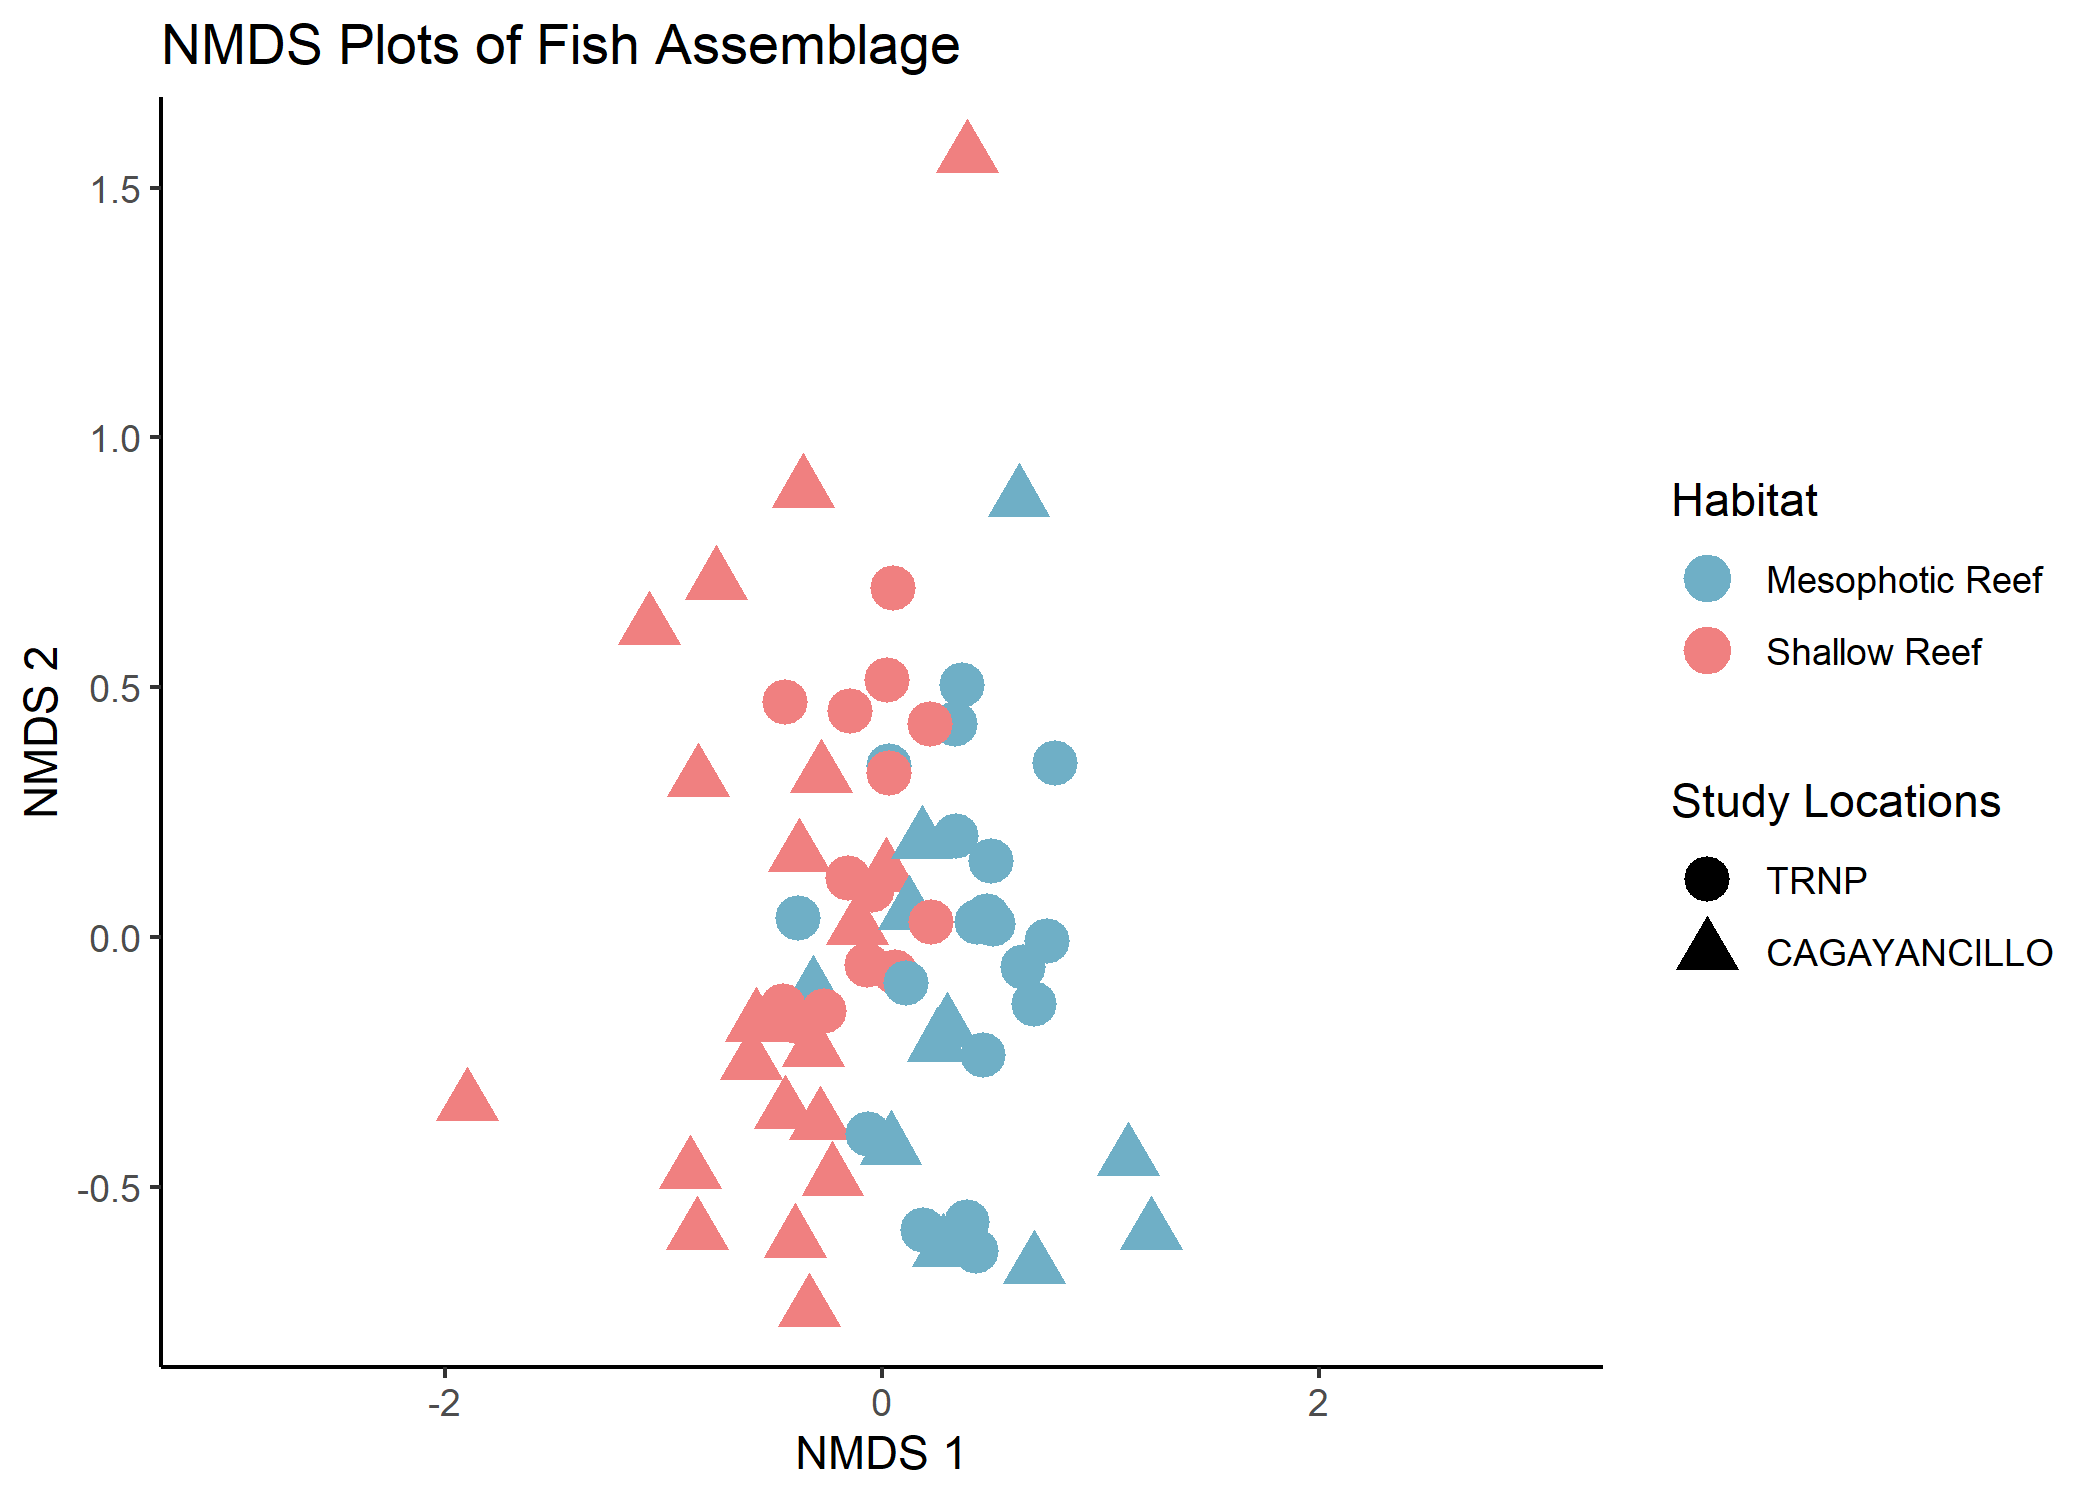 NMDS Plots of Fish Assemblage
1.5
1.0
0.5
0.0
-0.5
NMDS 2
-2
0
2
NMDS 1
Habitat
Mesophotic Reef
Shallow Reef
Study Locations
TRNP
CAGAYANCILLO